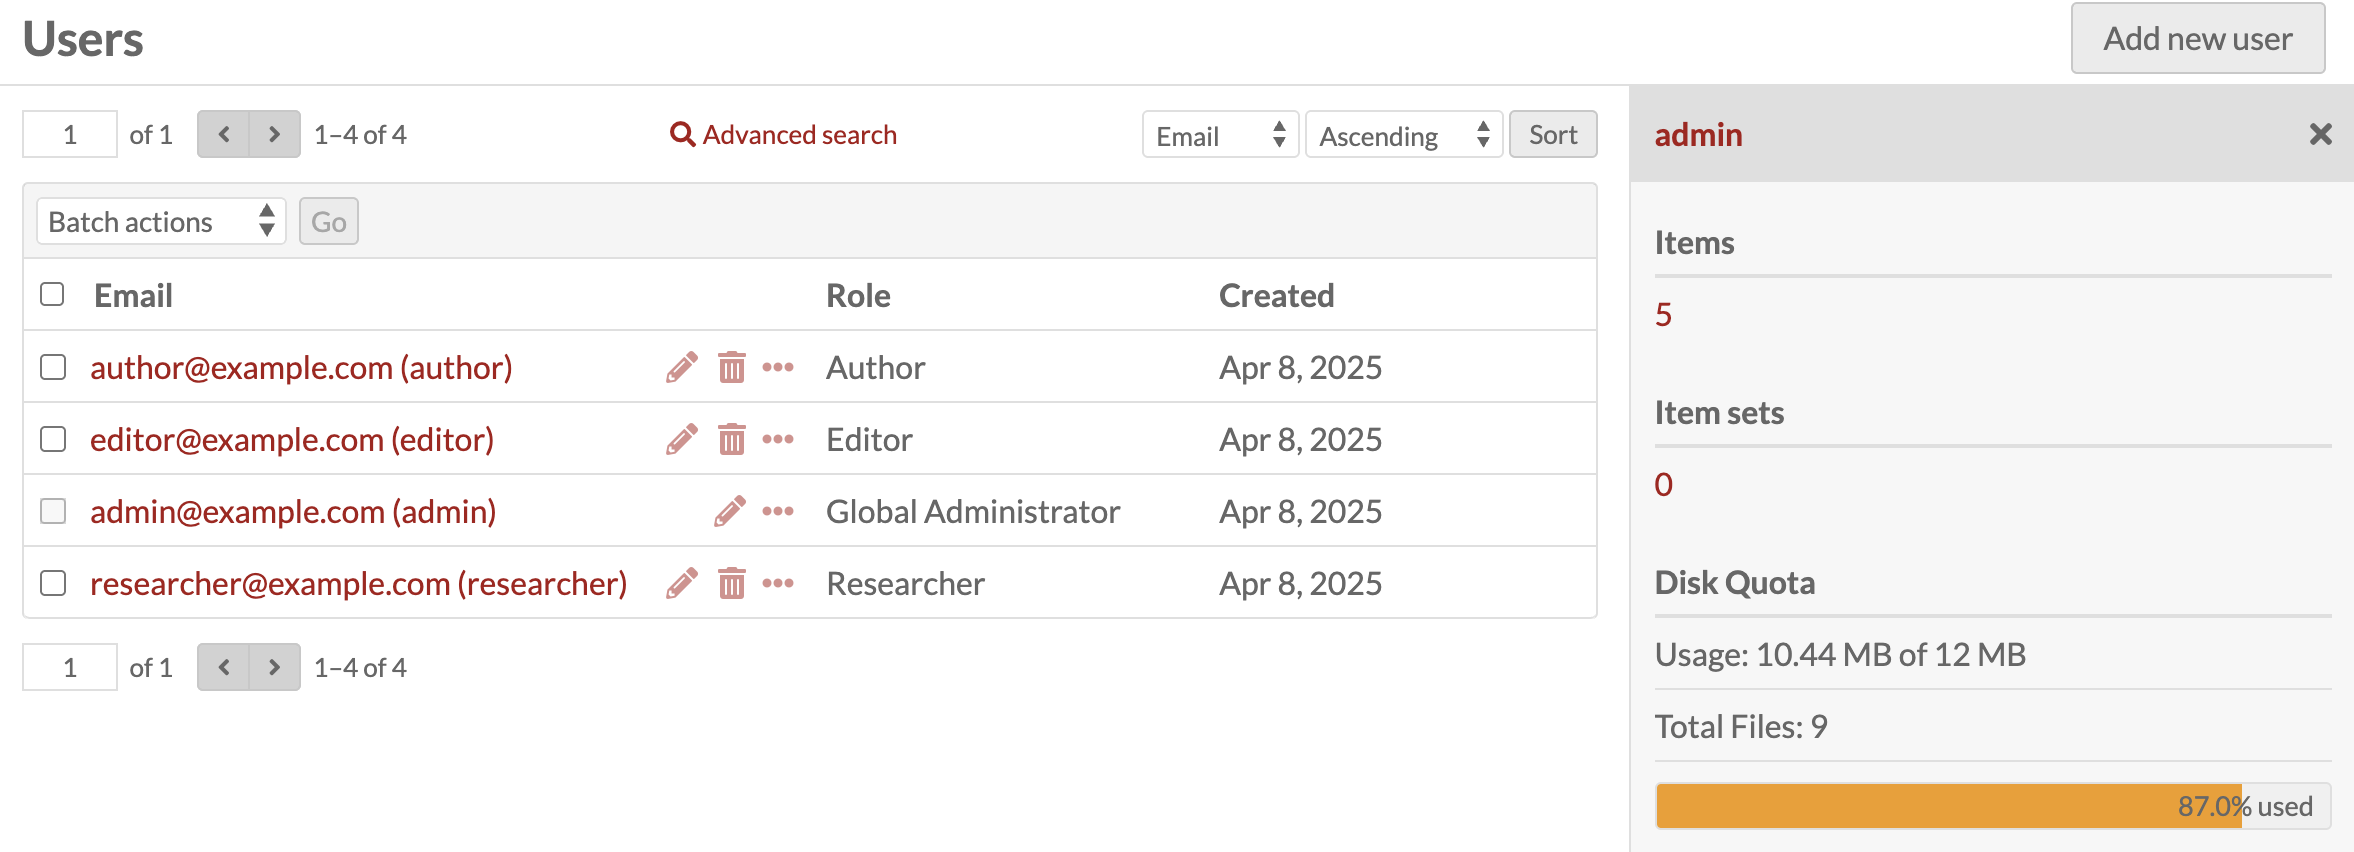 Users
Add new user
1 of 1 1–4 of 4
Advanced search
Email Ascending Sort
Batch actions Go
Email Role Created
author@example.com (author) Author Apr 8, 2025
editor@example.com (editor) Editor Apr 8, 2025
admin@example.com (admin) Global Administrator Apr 8, 2025
researcher@example.com (researcher) Researcher Apr 8, 2025
1 of 1 1–4 of 4
admin
Items
5
Item sets
0
Disk Quota
Usage: 10.44 MB of 12 MB
Total Files: 9
87.0% used